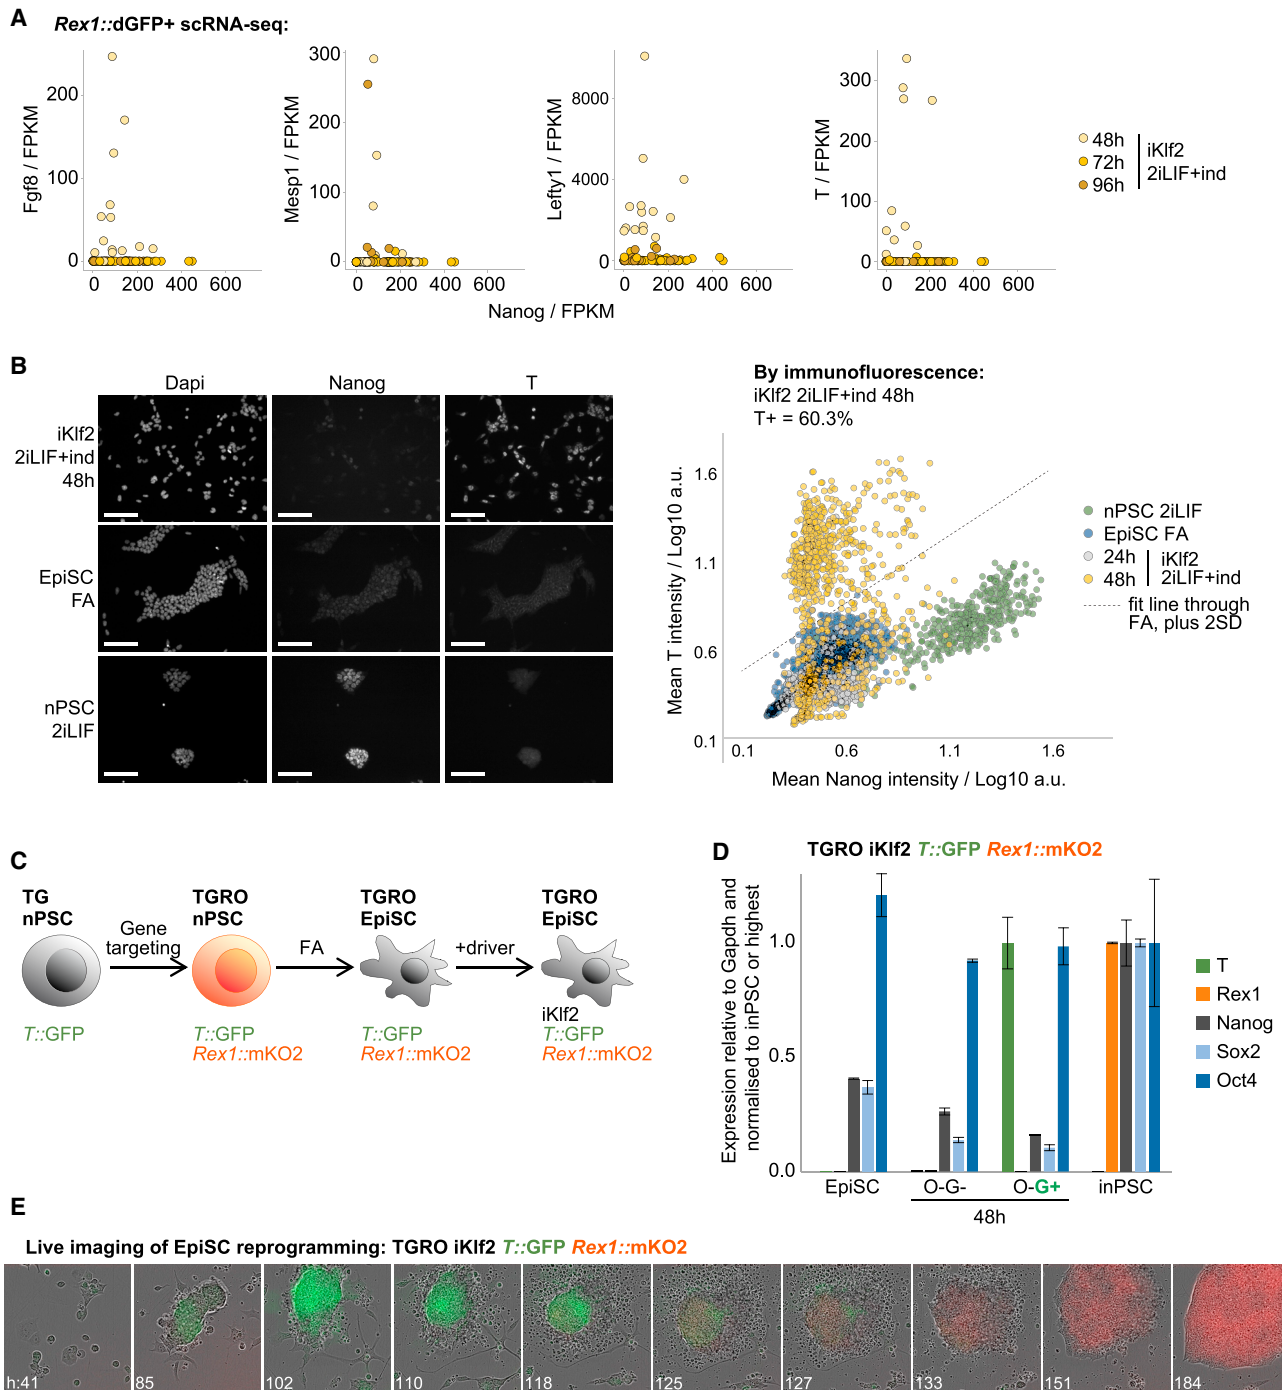 A
Rex1::dGFP+ scRNA-seq:
Fgf8 / FPKM
200
100
0
0 200 400 600
Mesp1 / FPKM
300
200
100
0
0 200 400 600
Lefty1 / FPKM
8000
4000
0
0 200 400 600
T / FPKM
300
200
100
0
0 200 400 600
Nanog / FPKM
48h
72h
96h
iKlf2
2iLIF+ind
B
Dapi Nanog T
iKlf2
2iLIF+ind
48h
EpiSC
FA
nPSC
2iLIF
By immunofluorescence:
iKlf2 2iLIF+ind 48h
T+ = 60.3%
Mean T intensity / Log10 a.u.
1.6
1.1
0.6
0.1
0.1 0.6 1.1 1.6
Mean Nanog intensity / Log10 a.u.
nPSC 2iLIF
EpiSC FA
24h
48h
iKlf2
2iLIF+ind
fit line through
FA, plus 2SD
C
TG
nPSC
T::GFP
Gene
targeting
TGRO
nPSC
T::GFP
Rex1::mKO2
FA
TGRO
EpiSC
T::GFP
Rex1::mKO2
+driver
TGRO
EpiSC
iKlf2
T::GFP
Rex1::mKO2
D
TGRO iKlf2 T::GFP Rex1::mKO2
Expression relative to Gapdh and
normalised to inPSC or highest
1.0
0.5
0.0
EpiSC O-G- O-G+ inPSC
48h
T
Rex1
Nanog
Sox2
Oct4
E
Live imaging of EpiSC reprogramming: TGRO iKlf2 T::GFP Rex1::mKO2
h:41 85 102 110 118 125 127 133 151 184